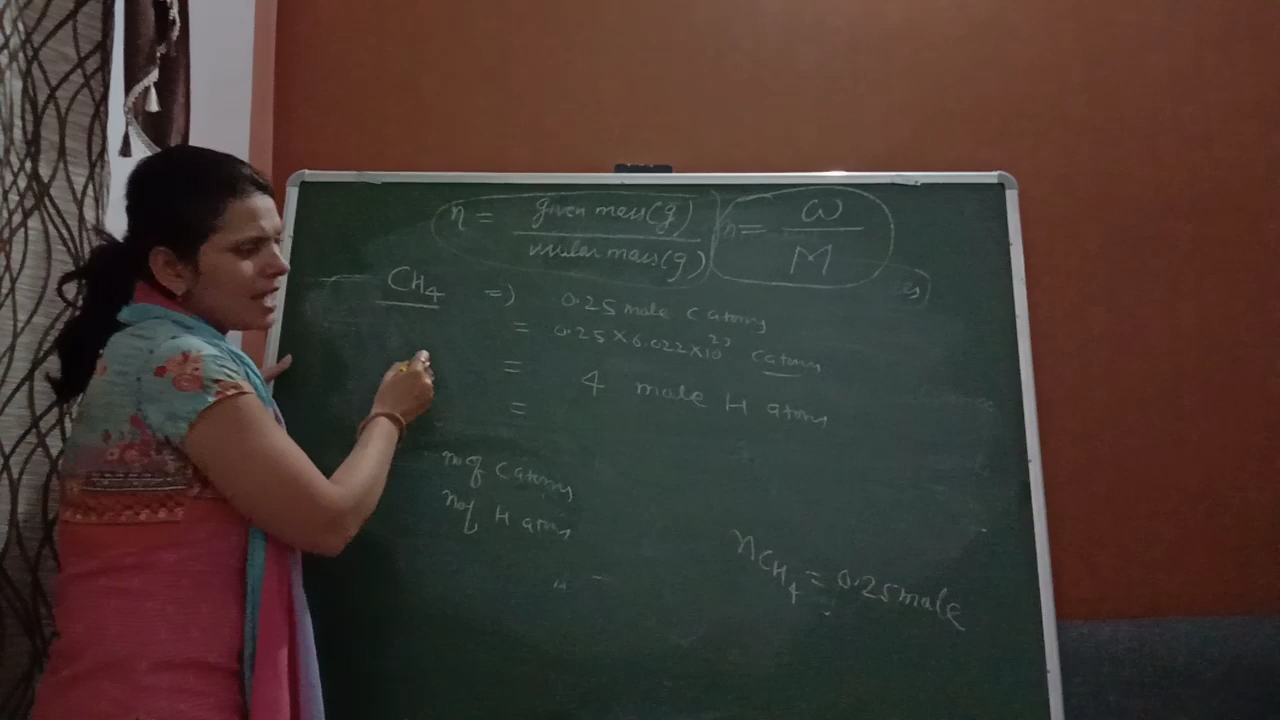 n = given mass(g) / molar mass(g) n = ω / M
CH4 => 0.25 mole C atoms
= 0.25 × 6.022 × 10^23 C atoms
= 4 mole H atoms
=
no of C atoms
no of H atoms
nCH4 = 0.25 mole